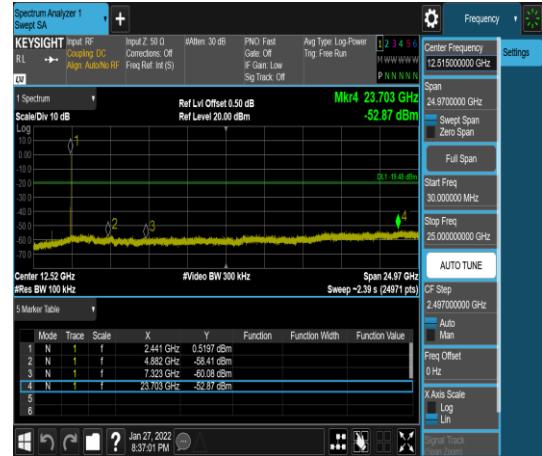 Spectrum Analyzer 1
Swept SA
+
Frequency
KEYSIGHT Input: RF Input Z: 50 Ω #Atten: 30 dB PNO: Fast Avg Type: Log-Power 1 2 3 4 5 6
RL Coupling: DC Corrections: Off Gate: Off Trig: Free Run M W W W W W
Align: Auto/No RF Freq Ref: Int (S) IF Gain: Low
Sig Track: Off P N N N N N
LXI
1 Spectrum
Ref Lvl Offset 0.50 dB
Mkr4 23.703 GHz
Scale/Div 10 dB
Ref Level 20.00 dBm
-52.87 dBm
Log
10.0
0.00
-10.0
-20.0
-30.0
-40.0
-50.0
-60.0
-70.0
1
2
3
4
Center 12.52 GHz #Video BW 300 kHz Span 24.97 GHz
#Res BW 100 kHz Sweep ~2.39 s (24971 pts)
5 Marker Table
Mode Trace Scale X Y Function Function Width Function Value
1 N 1 f 2.441 GHz 0.5197 dBm
2 N 1 f 4.882 GHz -58.41 dBm
3 N 1 f 7.323 GHz -60.08 dBm
4 N 1 f 23.703 GHz -52.87 dBm
5
6
?
Jan 27, 2022
8:37:01 PM
Center Frequency
12.515000000 GHz
Settings
Span
24.9700000 GHz
Swept Span
Zero Span
Full Span
Start Freq
30.000000 MHz
Stop Freq
25.000000000 GHz
AUTO TUNE
CF Step
2.497000000 GHz
Auto
Man
Freq Offset
0 Hz
X Axis Scale
Log
Lin
Signal Track
(Span Zoom)